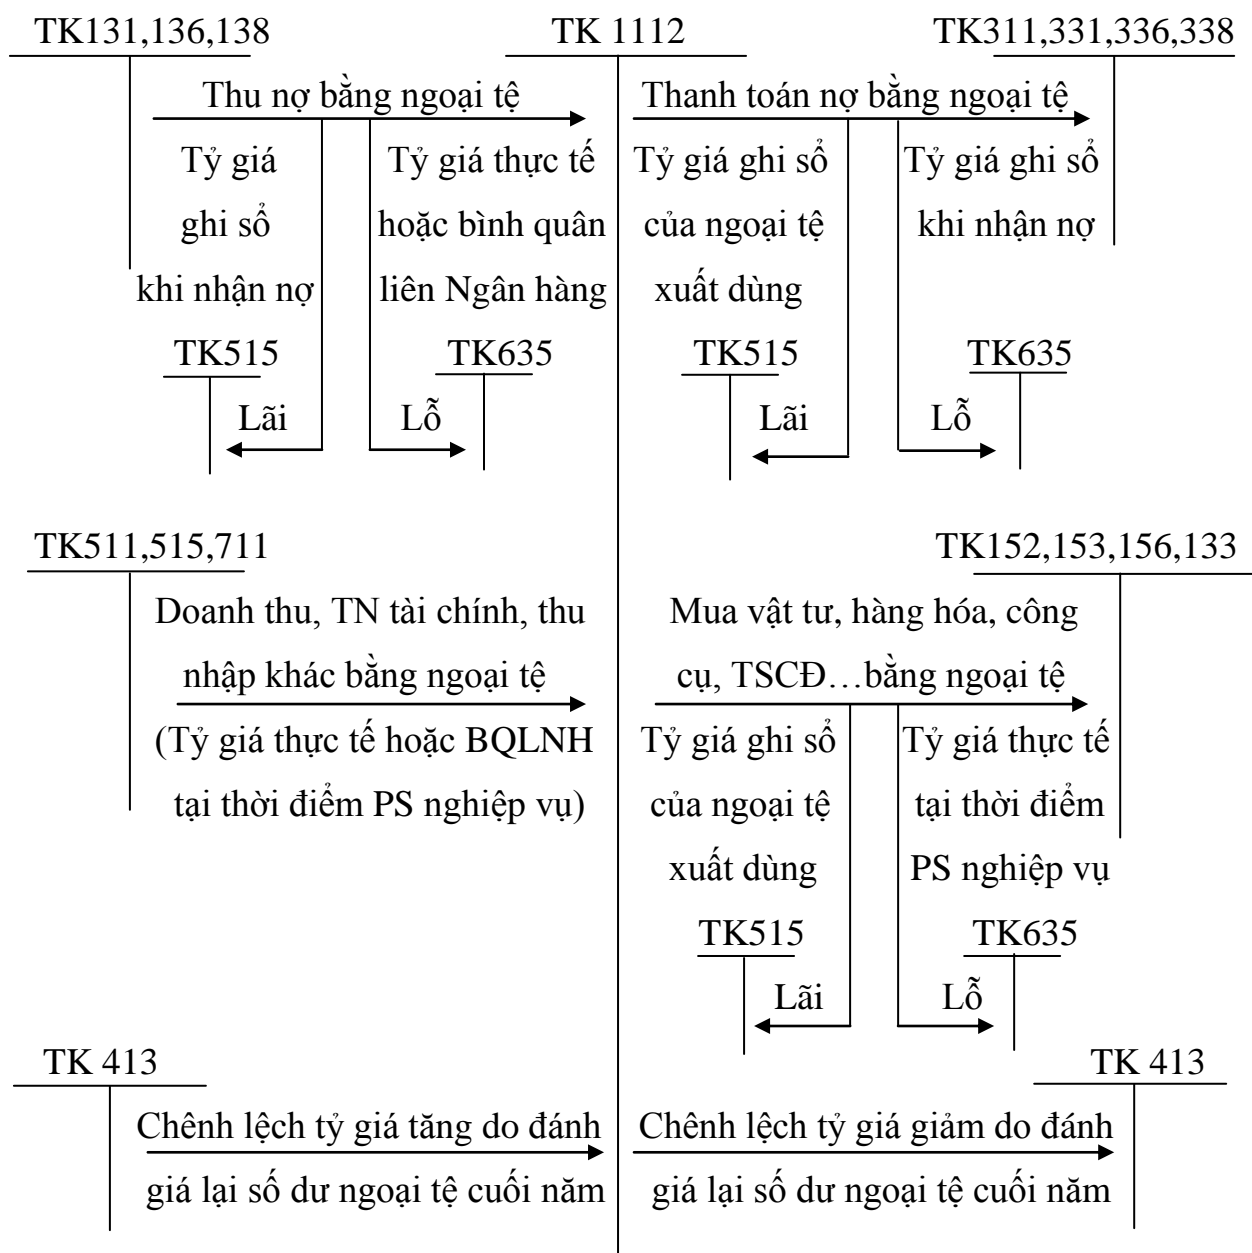 TK131,136,138 TK 1112 TK311,331,336,338
Thu nợ bằng ngoại tệ Thanh toán nợ bằng ngoại tệ
Tỷ giá Tỷ giá thực tế Tỷ giá ghi sổ Tỷ giá ghi sổ
ghi sổ hoặc bình quân của ngoại tệ khi nhận nợ
khi nhận nợ liên Ngân hàng xuất dùng
TK515 TK635 TK515 TK635
Lãi Lỗ Lãi Lỗ
TK511,515,711 TK152,153,156,133
Doanh thu, TN tài chính, thu Mua vật tư, hàng hóa, công
nhập khác bằng ngoại tệ cụ, TSCĐ…bằng ngoại tệ
(Tỷ giá thực tế hoặc BQLNH Tỷ giá ghi sổ Tỷ giá thực tế
tại thời điểm PS nghiệp vụ) của ngoại tệ tại thời điểm
xuất dùng PS nghiệp vụ
TK515 TK635
Lãi Lỗ
TK 413 TK 413
Chênh lệch tỷ giá tăng do đánh Chênh lệch tỷ giá giảm do đánh
giá lại số dư ngoại tệ cuối năm giá lại số dư ngoại tệ cuối năm